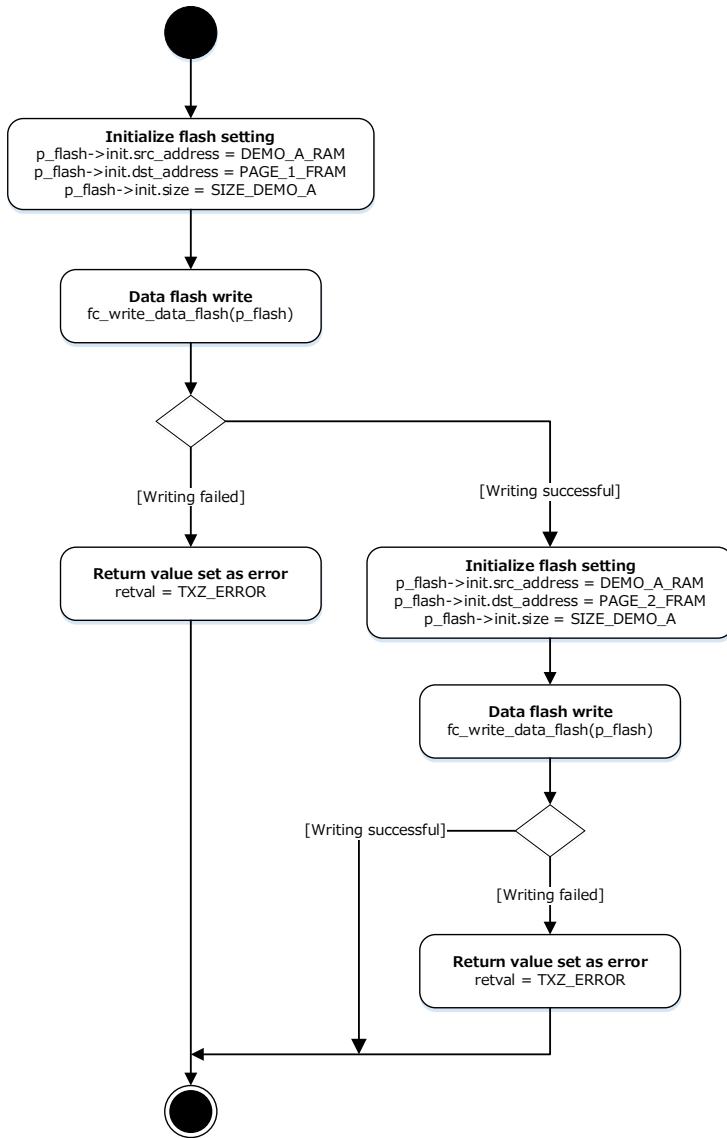 Initialize flash setting
p_flash->init.src_address = DEMO_A_RAM
p_flash->init.dst_address = PAGE_1_FRAM
p_flash->init.size = SIZE_DEMO_A
Data flash write
fc_write_data_flash(p_flash)
[Writing failed]
[Writing successful]
Return value set as error
retval = TXZ_ERROR
Initialize flash setting
p_flash->init.src_address = DEMO_A_RAM
p_flash->init.dst_address = PAGE_2_FRAM
p_flash->init.size = SIZE_DEMO_A
Data flash write
fc_write_data_flash(p_flash)
[Writing successful]
[Writing failed]
Return value set as error
retval = TXZ_ERROR